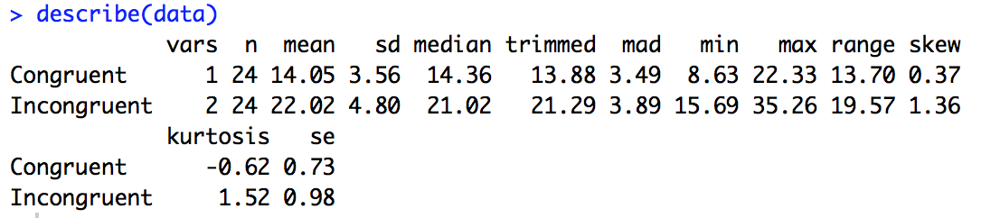 > describe(data)
            vars  n  mean   sd median trimmed  mad   min   max range skew
Congruent      1 24 14.05 3.56  14.36   13.88 3.49  8.63 22.33 13.70 0.37
Incongruent    2 24 22.02 4.80  21.02   21.29 3.89 15.69 35.26 19.57 1.36
            kurtosis   se
Congruent      -0.62 0.73
Incongruent     1.52 0.98